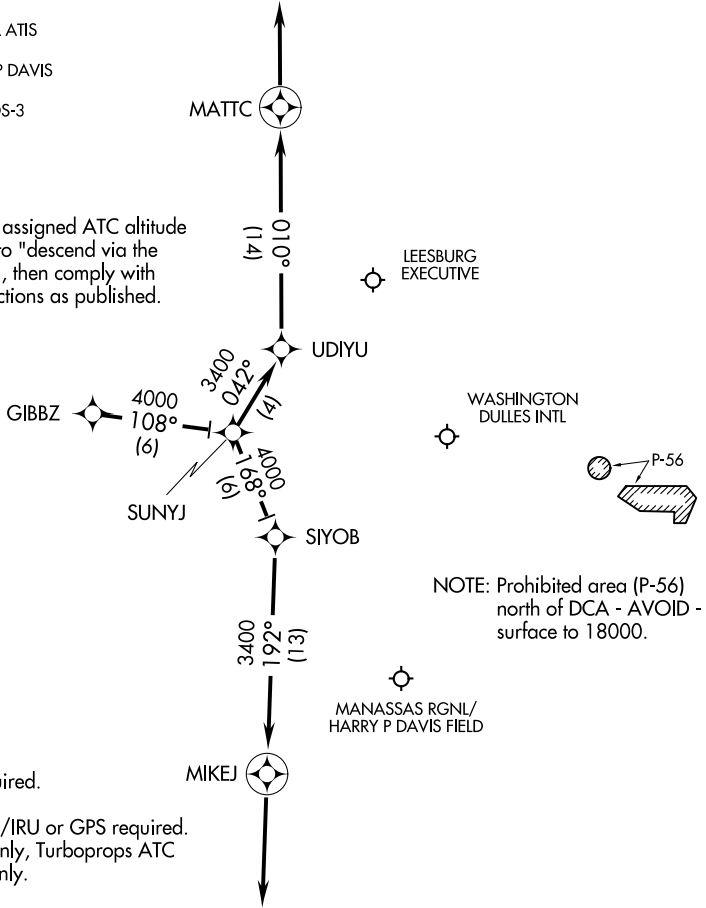 ATIS
P DAVIS
OS-3
MATTC
010°
(14)
assigned ATC altitude
to "descend via the
, then comply with
ctions as published.
LEESBURG
EXECUTIVE
UDIYU
3400
042°
(4)
GIBBZ
4000
108°
(6)
WASHINGTON
DULLES INTL
P-56
4000
168°
(6)
SUNYJ
SIYOB
NOTE: Prohibited area (P-56)
north of DCA - AVOID -
surface to 18000.
3400
192°
(13)
MANASSAS RGNL/
HARRY P DAVIS FIELD
MIKEJ
uired.
/IRU or GPS required.
nly, Turboprops ATC
nly.